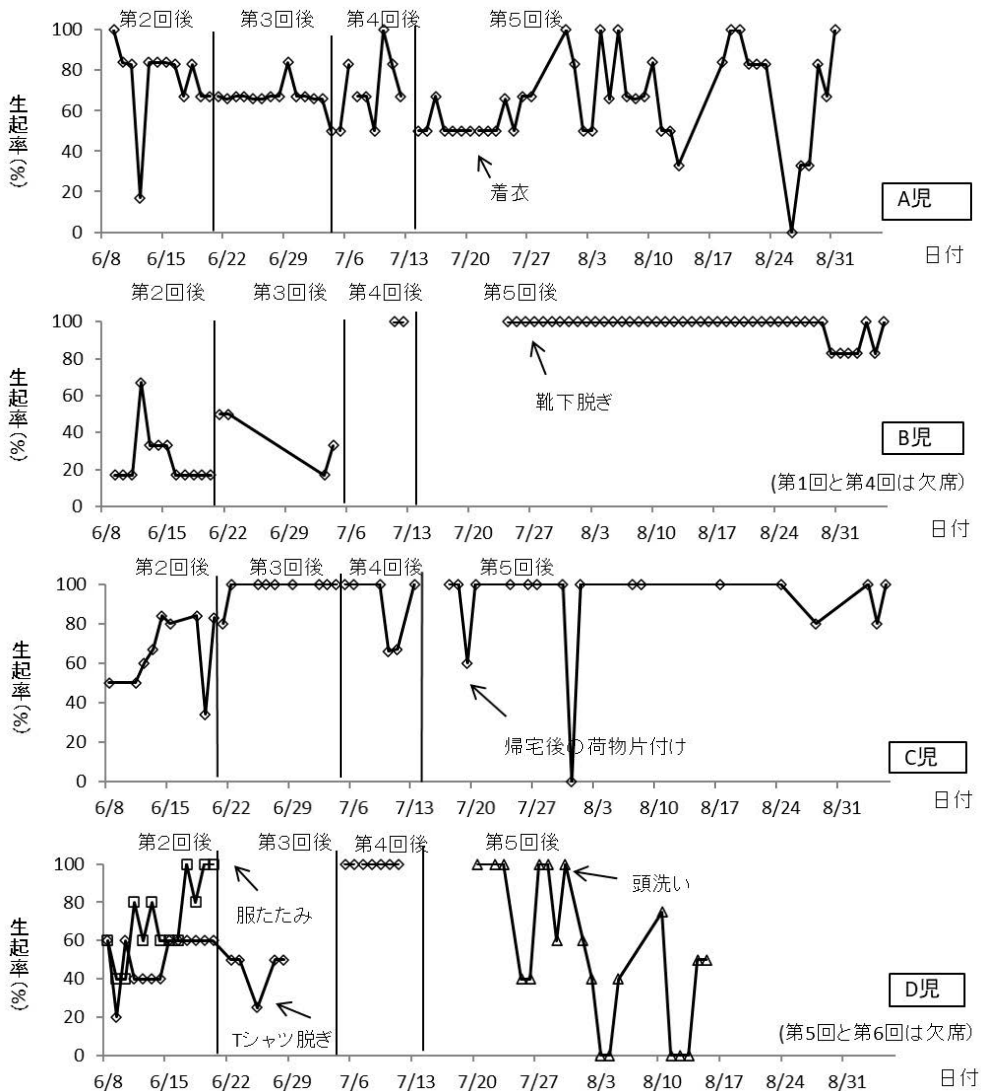 第2回後 第3回後 第4回後 第5回後
100
80
60
40
20
0
生起率(%)
着衣
A児
6/8 6/15 6/22 6/29 7/6 7/13 7/20 7/27 8/3 8/10 8/17 8/24 8/31 日付
第2回後 第3回後 第4回後 第5回後
100
80
60
40
20
0
生起率(%)
靴下脱ぎ
B児
(第1回と第4回は欠席)
6/8 6/15 6/22 6/29 7/6 7/13 7/20 7/27 8/3 8/10 8/17 8/24 8/31 日付
第2回後 第3回後 第4回後 第5回後
100
80
60
40
20
0
生起率(%)
帰宅後の荷物片付け
C児
6/8 6/15 6/22 6/29 7/6 7/13 7/20 7/27 8/3 8/10 8/17 8/24 8/31 日付
第2回後 第3回後 第4回後 第5回後
100
80
60
40
20
0
生起率(%)
服たたみ
頭洗い
Tシャツ脱ぎ
D児
(第5回と第6回は欠席)
6/8 6/15 6/22 6/29 7/6 7/13 7/20 7/27 8/3 8/10 8/17 8/24 8/31 日付